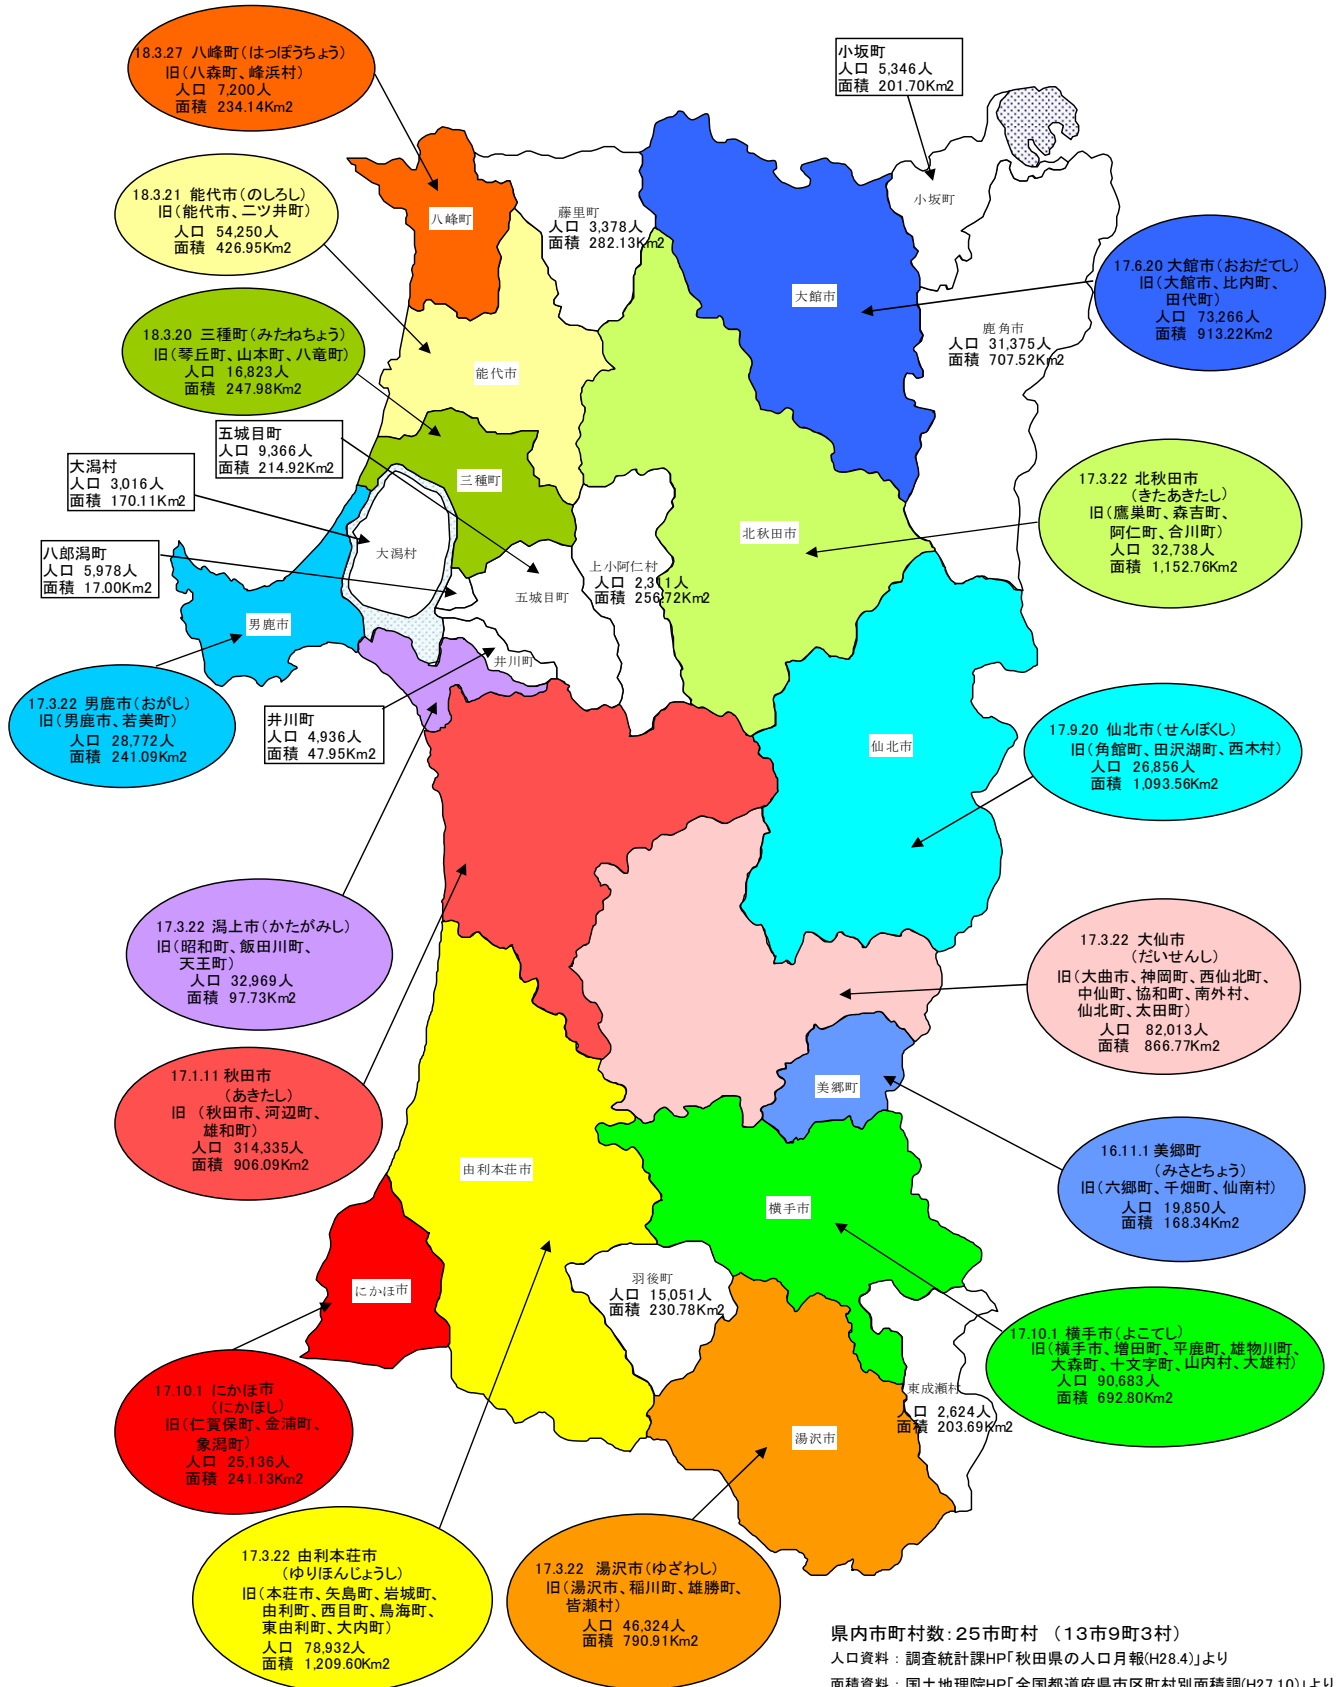 18.3.27 八峰町(はっぽうちょう)
旧(八森町、峰浜村)
人口 7,200人
面積 234.14Km2
小坂町
人口 5,346人
面積 201.70Km2
18.3.21 能代市(のしろし)
旧(能代市、二ツ井町)
人口 54,250人
面積 426.95Km2
八峰町
藤里町
人口 3,378人
面積 282.13Km2
小坂町
17.6.20 大館市(おおだてし)
旧(大館市、比内町、
田代町)
人口 73,266人
面積 913.22Km2
大館市
18.3.20 三種町(みたねちょう)
旧(琴丘町、山本町、八竜町)
人口 16,823人
面積 247.98Km2
鹿角市
人口 31,375人
面積 707.52Km2
能代市
五城目町
人口 9,366人
面積 214.92Km2
大潟村
人口 3,016人
面積 170.11Km2
三種町
17.3.22 北秋田市
(きたあきたし)
旧(鷹巣町、森吉町、
阿仁町、合川町)
人口 32,738人
面積 1,152.76Km2
北秋田市
八郎潟町
人口 5,978人
面積 17.00Km2
大潟村
上小阿仁村
人口 2,311人
面積 256.72Km2
五城目町
男鹿市
井川町
17.3.22 男鹿市(おがし)
旧(男鹿市、若美町)
人口 28,772人
面積 241.09Km2
井川町
人口 4,936人
面積 47.95Km2
仙北市
17.9.20 仙北市(せんぼくし)
旧(角館町、田沢湖町、西木村)
人口 26,856人
面積 1,093.56Km2
17.3.22 潟上市(かたがみし)
旧(昭和町、飯田川町、
天王町)
人口 32,969人
面積 97.73Km2
17.3.22 大仙市
(だいせんし)
旧(大曲市、神岡町、西仙北町、
中仙町、協和町、南外村、
仙北町、太田町)
人口 82,013人
面積 866.77Km2
17.1.11 秋田市
(あきたし)
旧 (秋田市、河辺町、
雄和町)
人口 314,335人
面積 906.09Km2
美郷町
16.11.1 美郷町
(みさとちょう)
旧(六郷町、千畑町、仙南村)
人口 19,850人
面積 168.34Km2
由利本荘市
横手市
にかほ市
羽後町
人口 15,051人
面積 230.78Km2
17.10.1 横手市(よこてし)
旧(横手市、増田町、平鹿町、雄物川町、
大森町、十文字町、山内村、大雄村)
人口 90,683人
面積 692.80Km2
17.10.1 にかほ市
(にかほし)
旧(仁賀保町、金浦町、
象潟町)
人口 25,136人
面積 241.13Km2
東成瀬村
人口 2,624人
面積 203.69Km2
湯沢市
17.3.22 由利本荘市
(ゆりほんじょうし)
旧(本荘市、矢島町、岩城町、
由利町、西目町、鳥海町、
東由利町、大内町)
人口 78,932人
面積 1,209.60Km2
17.3.22 湯沢市(ゆざわし)
旧(湯沢市、稲川町、雄勝町、
皆瀬村)
人口 46,324人
面積 790.91Km2
県内市町村数:25市町村 (13市9町3村)
人口資料:調査統計課HP「秋田県の人口月報(H28.4)」より
面積資料:国土地理院HP「全国都道府県市区町村別面積調(H27.10)」より